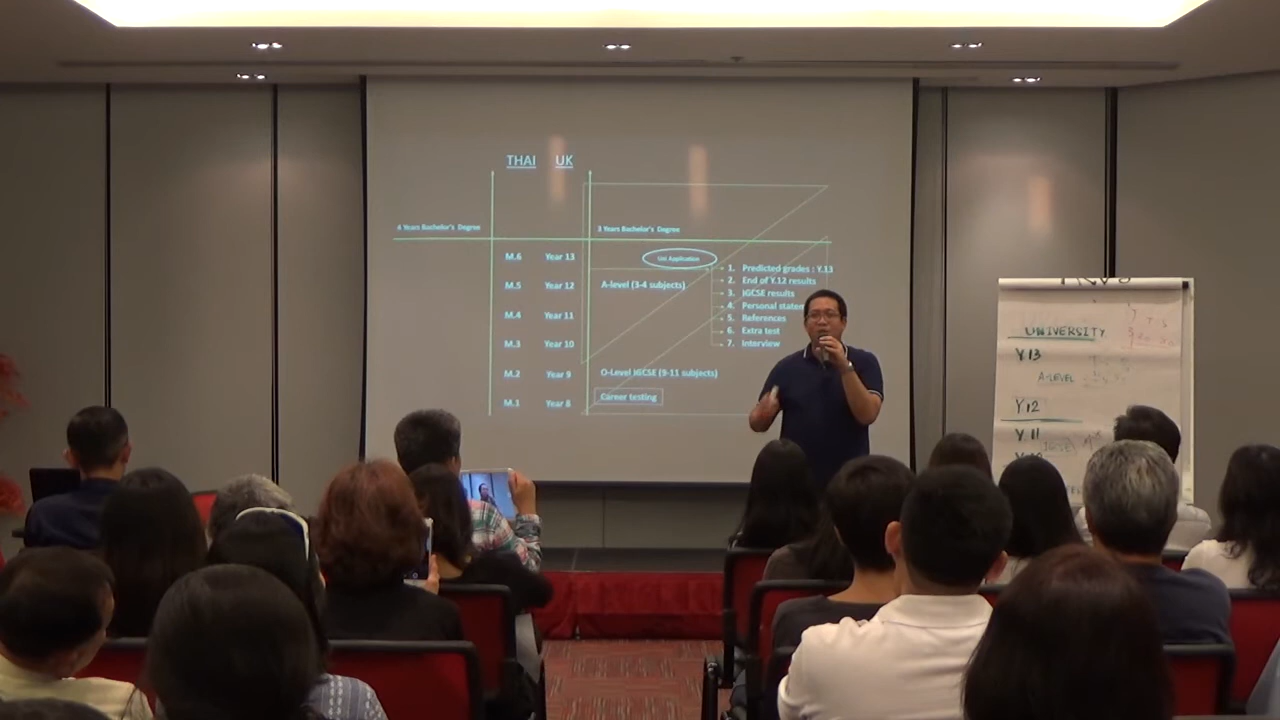 THAI UK
4 Years Bachelor's Degree
3 Years Bachelor's Degree
M.6 Year 13
Uni Application
M.5 Year 12
A-level (3-4 subjects)
M.4 Year 11
M.3 Year 10
M.2 Year 9
O-Level IGCSE (9-11 subjects)
M.1 Year 8
Career testing
1. Predicted grades : Y.13
2. End of Y.12 results
3. IGCSE results
4. Personal statem
5. References
6. Extra test
7. Interview
UNIVERSITY
Y.13
A-LEVEL
Y.12
Y.11